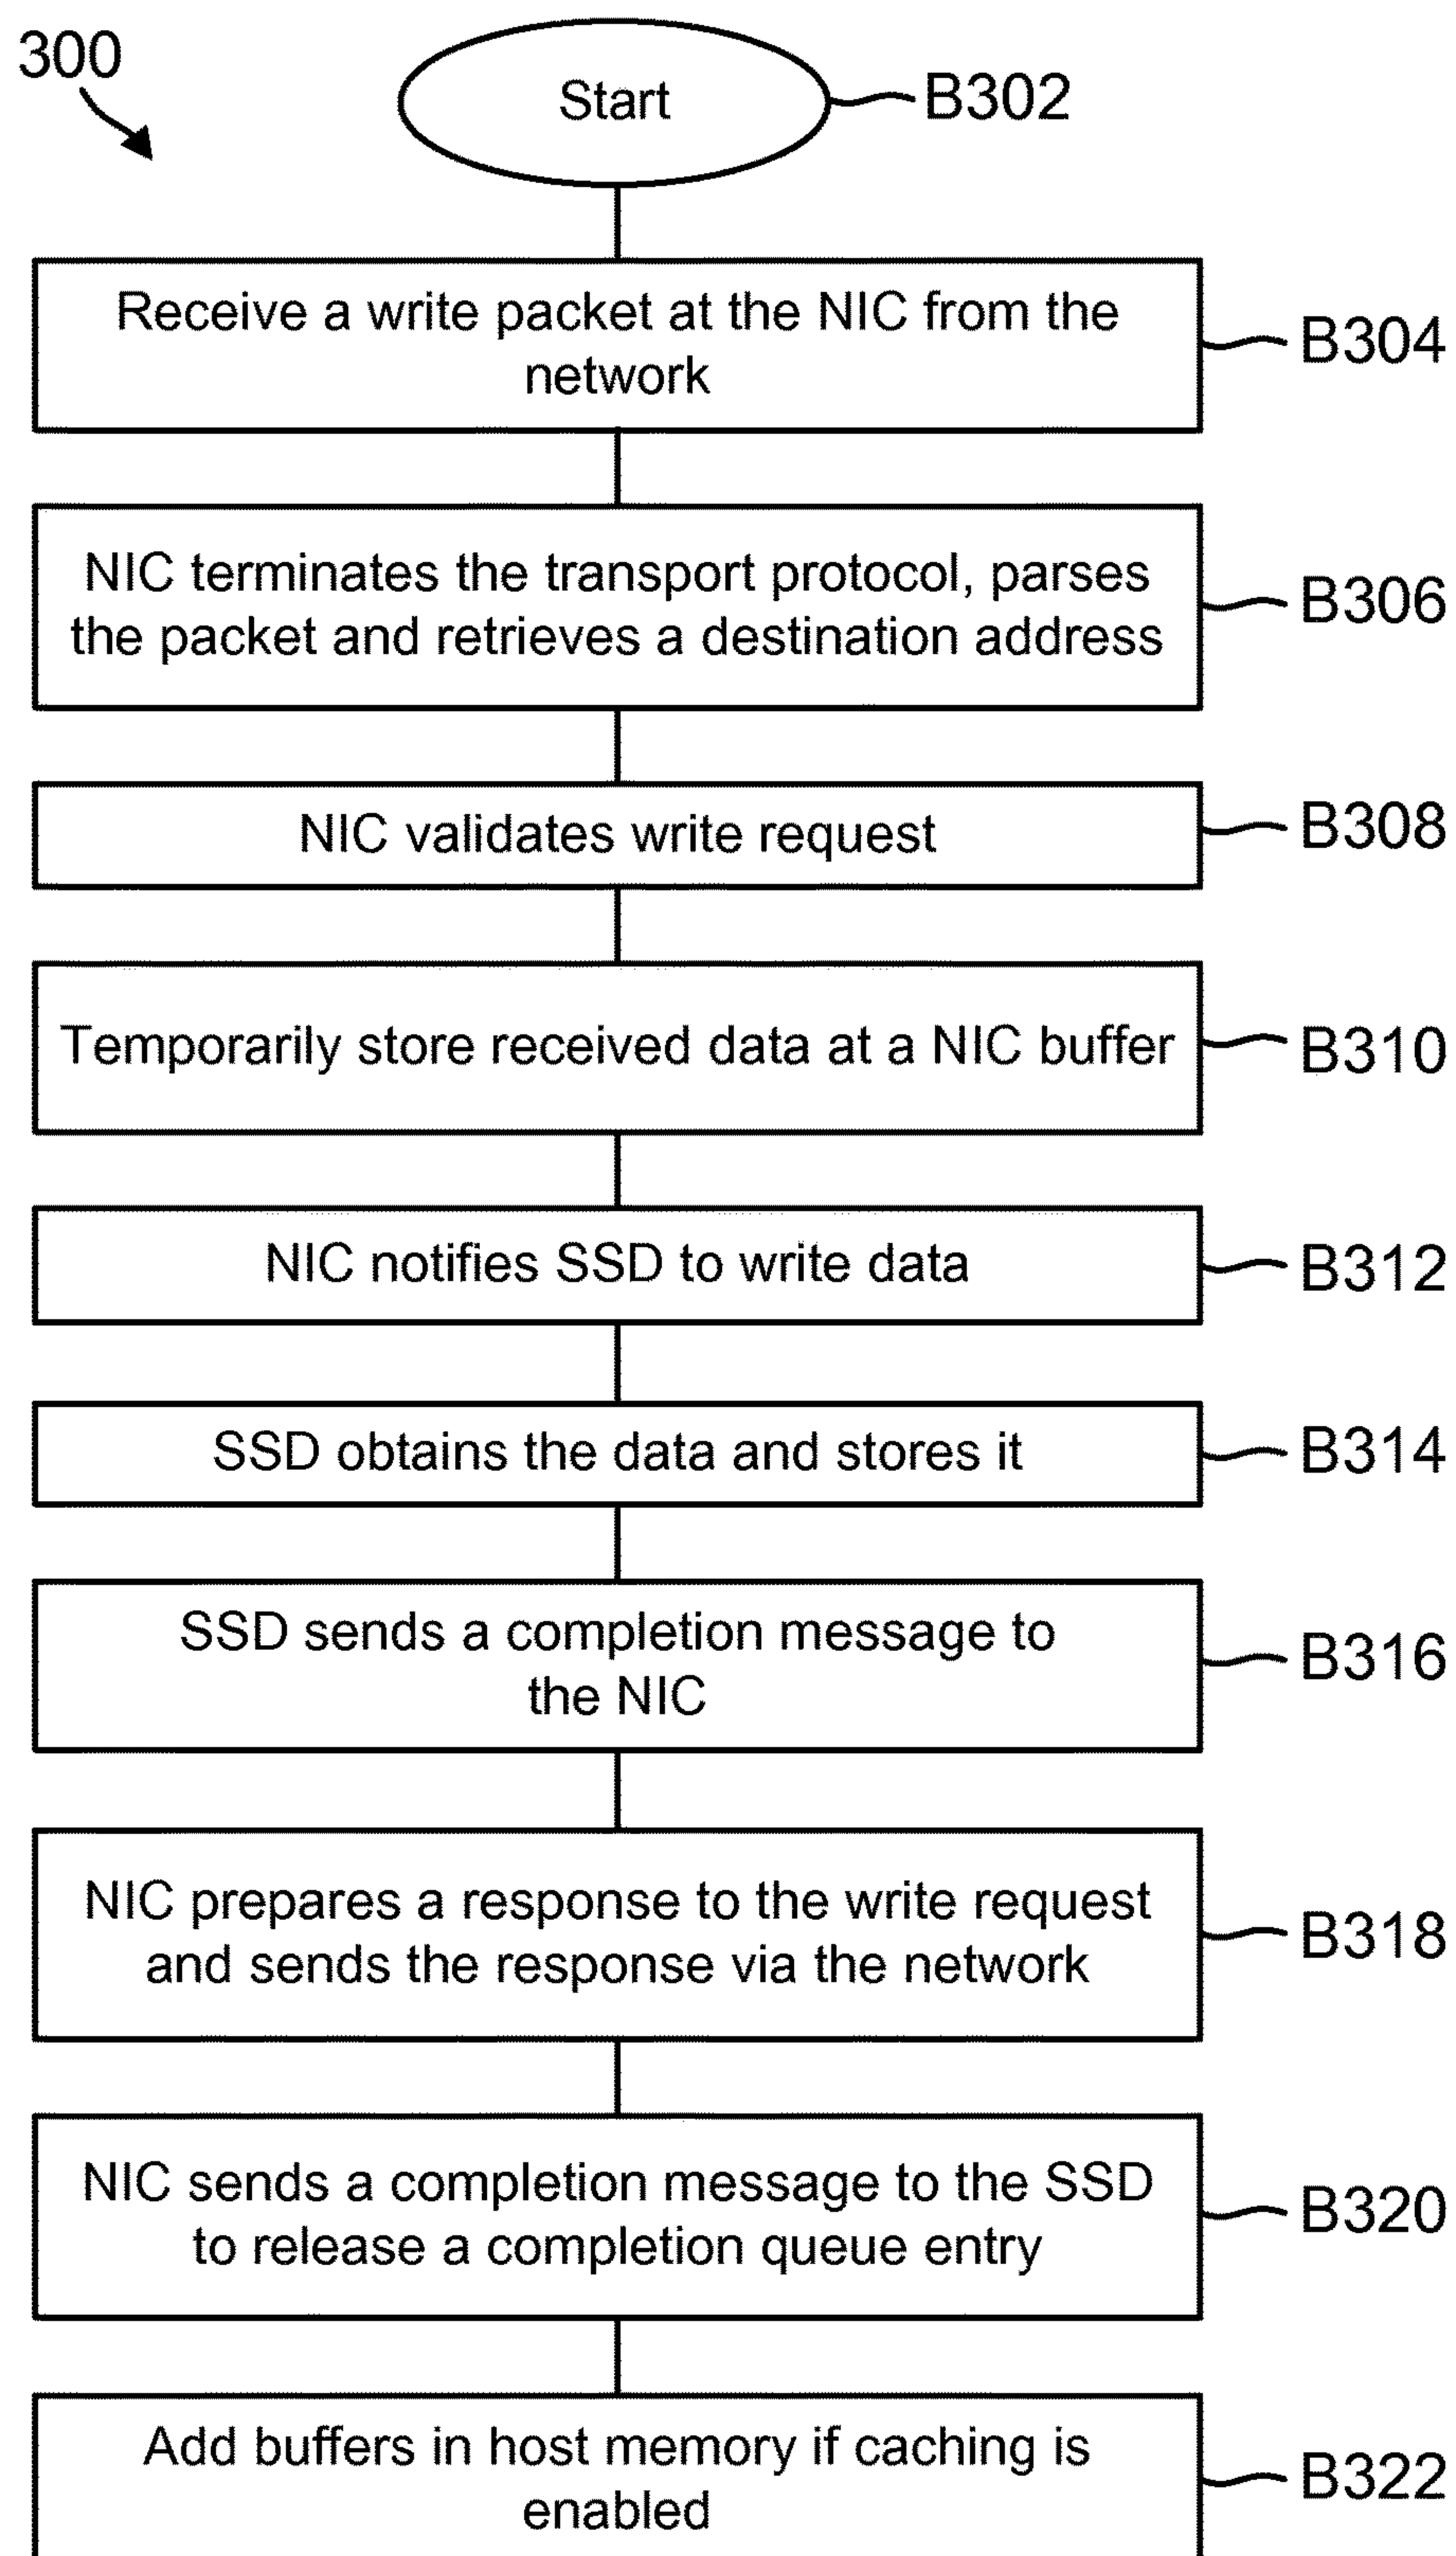 300
Start
B302
Receive a write packet at the NIC from the
network
B304
NIC terminates the transport protocol, parses
the packet and retrieves a destination address
B306
NIC validates write request
B308
Temporarily store received data at a NIC buffer
B310
NIC notifies SSD to write data
B312
SSD obtains the data and stores it
B314
SSD sends a completion message to
the NIC
B316
NIC prepares a response to the write request
and sends the response via the network
B318
NIC sends a completion message to the SSD
to release a completion queue entry
B320
Add buffers in host memory if caching is
enabled
B322